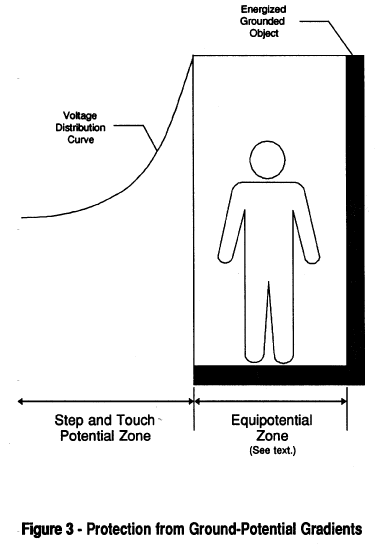 Energized
Grounded
Object
Voltage
Distribution
Curve
Step and Touch
Potential Zone
Equipotential
Zone
(See text.)
Figure 3 - Protection from Ground-Potential Gradients